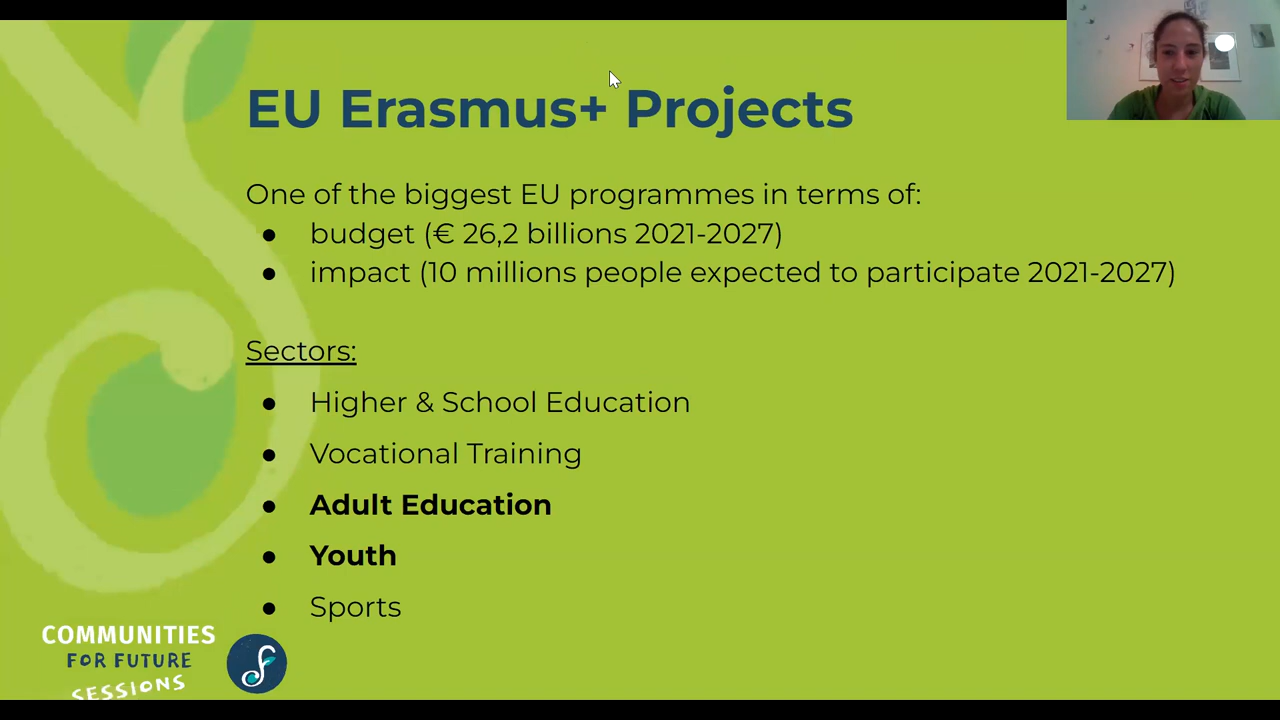 EU Erasmus+ Projects
One of the biggest EU programmes in terms of:
● budget (€ 26,2 billions 2021-2027)
● impact (10 millions people expected to participate 2021-2027)
Sectors:
● Higher & School Education
● Vocational Training
● Adult Education
● Youth
● Sports
COMMUNITIES
FOR FUTURE
SESSIONS